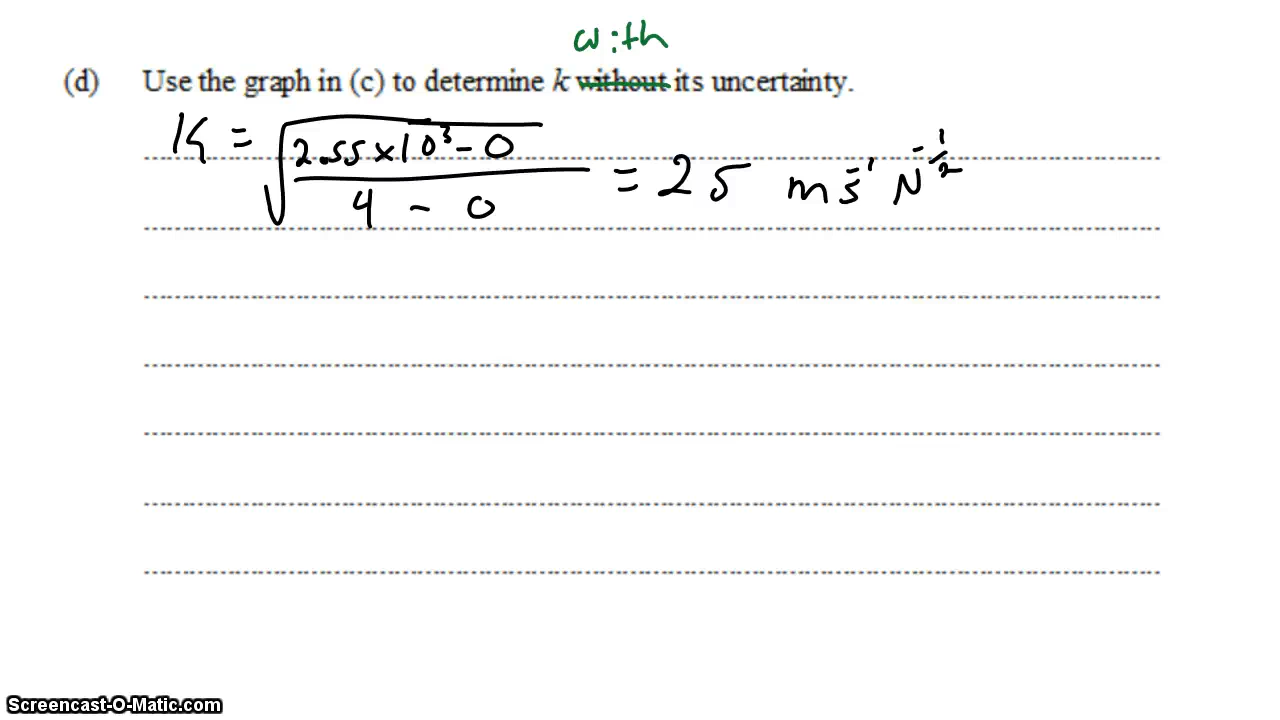 with
(d) Use the graph in (c) to determine k without its uncertainty.
K = √(2.55 × 10³ - 0 / 4 - 0) = 25 m s⁻¹ N^(-1/2)
Screencast-O-Matic.com